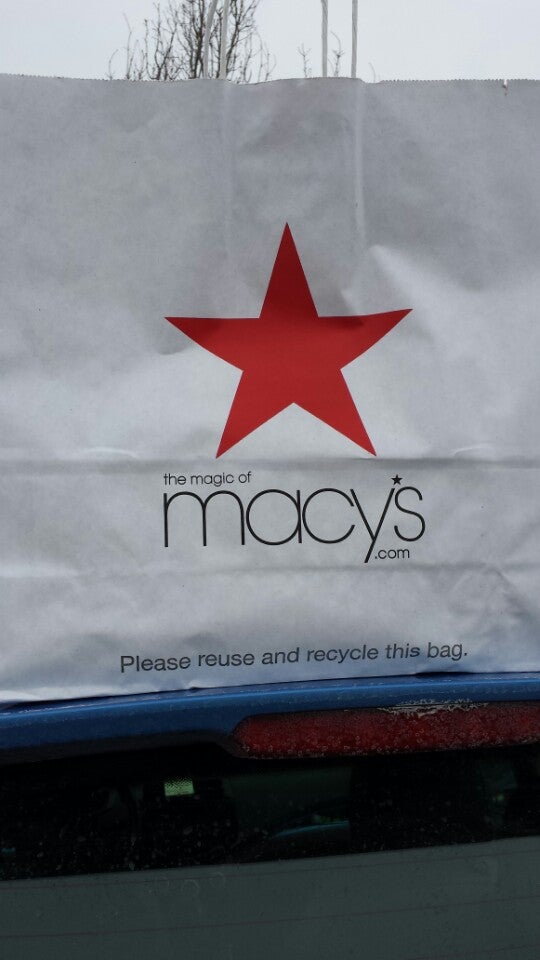 the magic of
macy's
.com
Please reuse and recycle this bag.